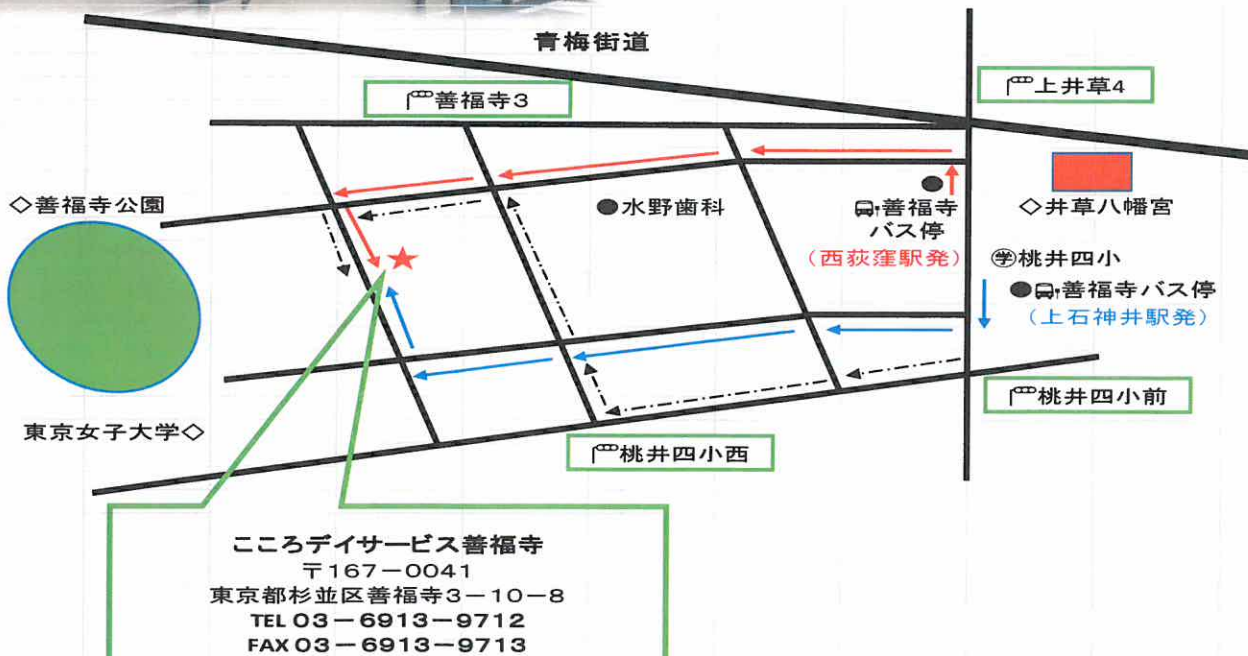 青梅街道
善福寺3
上井草4
◇善福寺公園
●水野歯科
善福寺
バス停
(西荻窪駅発)
◇井草八幡宮
学桃井四小
●善福寺バス停
(上石神井駅発)
桃井四小前
東京女子大学◇
桃井四小西
こころデイサービス善福寺
〒167－0041
東京都杉並区善福寺3－10－8
TEL 03－6913－9712
FAX 03－6913－9713